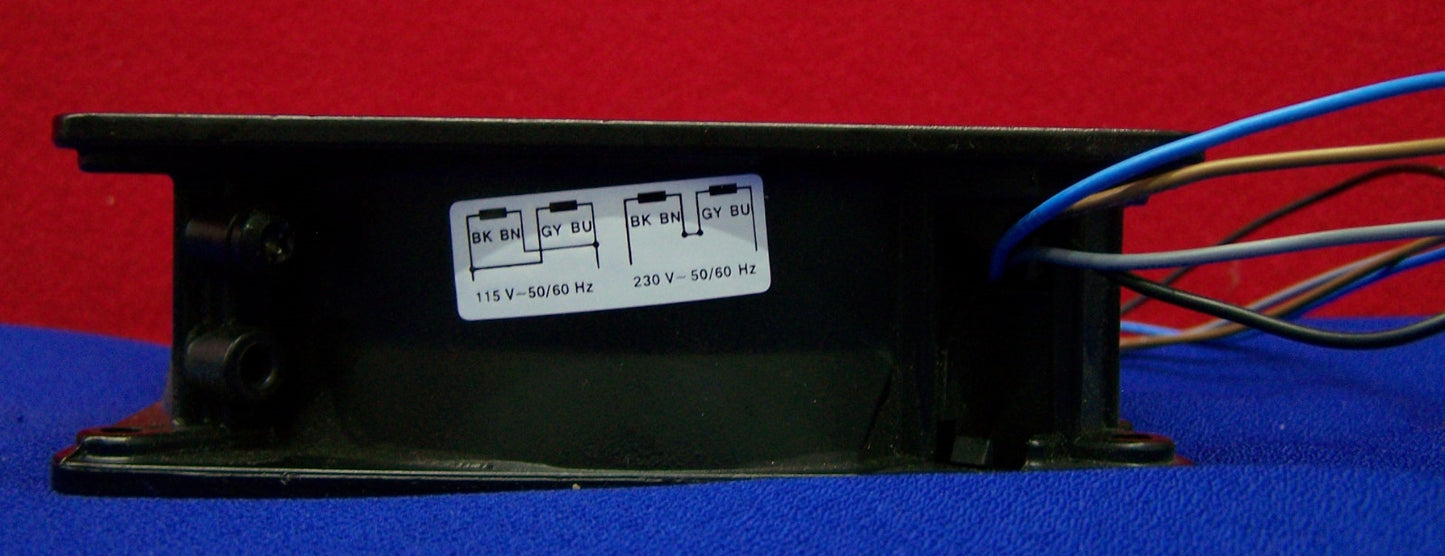 BK BN GY BU
115 V~50/60 Hz
BK BN GY BU
230 V~50/60 Hz